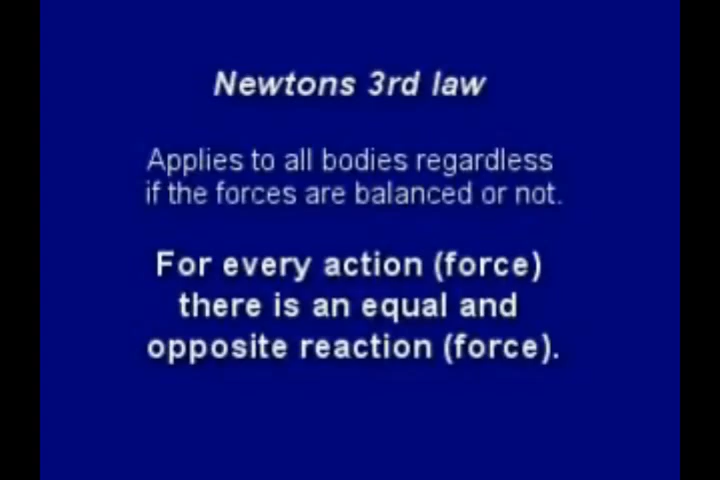 Newtons 3rd law
Applies to all bodies regardless
if the forces are balanced or not.
For every action (force)
there is an equal and
opposite reaction (force).